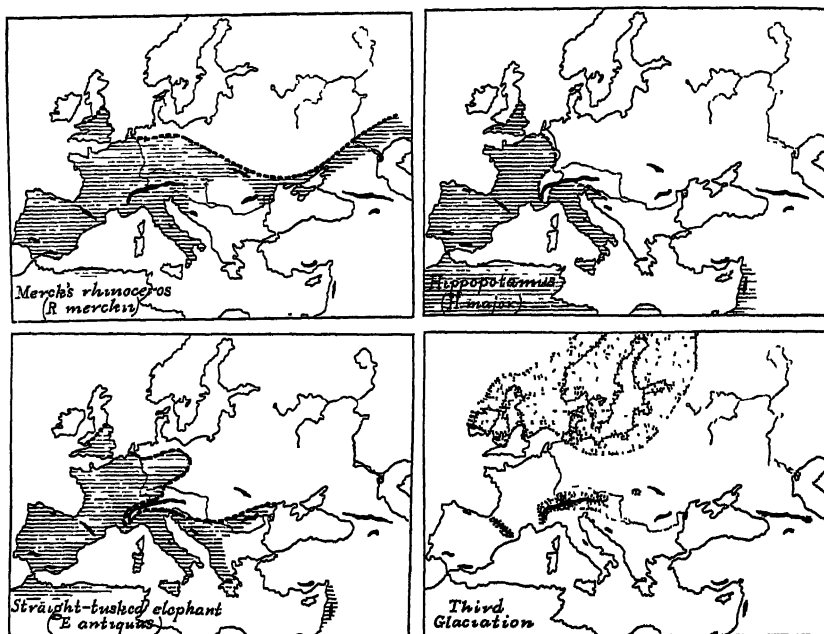 Merck's rhinoceros
(R merckii)
Hippopotamus
(H. major)
Straight-tusked elephant
(E antiquus)
Third
Glaciation